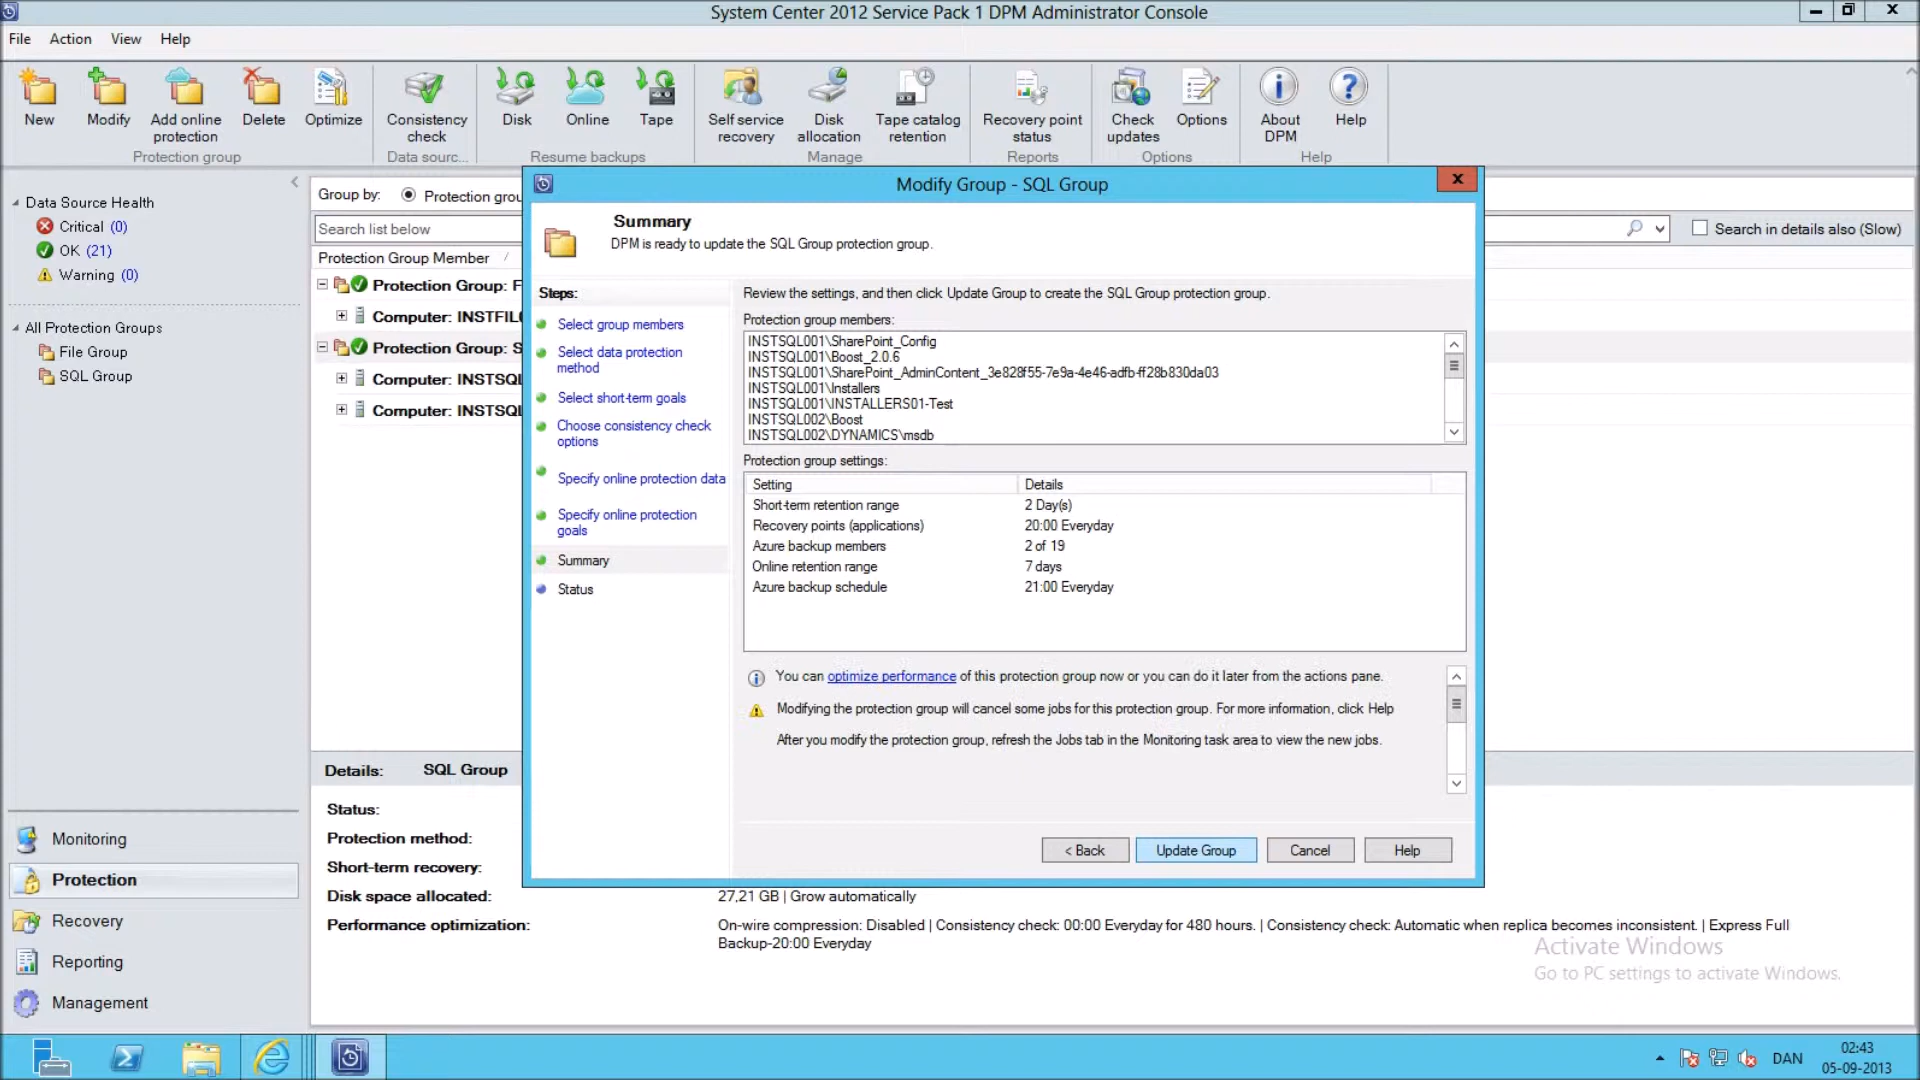 System Center 2012 Service Pack 1 DPM Administrator Console
File Action View Help
New
Modify
Add online protection
Delete
Optimize
Protection group
Consistency check
Data sourc...
Disk
Online
Tape
Resume backups
Self service recovery
Disk allocation
Tape catalog retention
Manage
Recovery point status
Reports
Check updates
Options
Options
About DPM
Help
Help
Data Source Health
Critical (0)
OK (21)
Warning (0)
All Protection Groups
File Group
SQL Group
Monitoring
Protection
Recovery
Reporting
Management
Group by: Protection grou
Search list below
Search in details also (Slow)
Protection Group Member /
Protection Group: F
Computer: INSTFIL
Protection Group: S
Computer: INSTSQL
Computer: INSTSQL
Modify Group - SQL Group
X
Summary
DPM is ready to update the SQL Group protection group.
Steps:
Select group members
Select data protection
method
Select short-term goals
Choose consistency check
options
Specify online protection data
Specify online protection
goals
Summary
Status
Review the settings, and then click Update Group to create the SQL Group protection group.
Protection group members:
INSTSQL001\SharePoint_Config
INSTSQL001\Boost_2.0.6
INSTSQL001\SharePoint_AdminContent_3e828f55-7e9a-4e46-adfb-ff28b830da03
INSTSQL001\Installers
INSTSQL001\INSTALLERS01-Test
INSTSQL002\Boost
INSTSQL002\DYNAMICS\msdb
Protection group settings:
Setting Details
Short-term retention range 2 Day(s)
Recovery points (applications) 20:00 Everyday
Azure backup members 2 of 19
Online retention range 7 days
Azure backup schedule 21:00 Everyday
You can optimize performance of this protection group now or you can do it later from the actions pane.
Modifying the protection group will cancel some jobs for this protection group. For more information, click Help
After you modify the protection group, refresh the Jobs tab in the Monitoring task area to view the new jobs.
< Back Update Group Cancel Help
Details: SQL Group
Status:
Protection method:
Short-term recovery:
Disk space allocated: 27,21 GB | Grow automatically
Performance optimization: On-wire compression: Disabled | Consistency check: 00:00 Everyday for 480 hours. | Consistency check: Automatic when replica becomes inconsistent. | Express Full
Backup-20:00 Everyday
Activate Windows
Go to PC settings to activate Windows.
DAN
02:43
05-09-2013